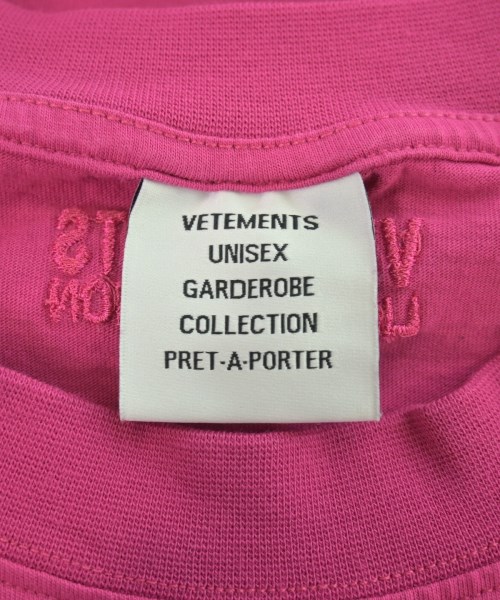 VETEMENTS
UNISEX
GARDEROBE
COLLECTION
PRET-A-PORTER